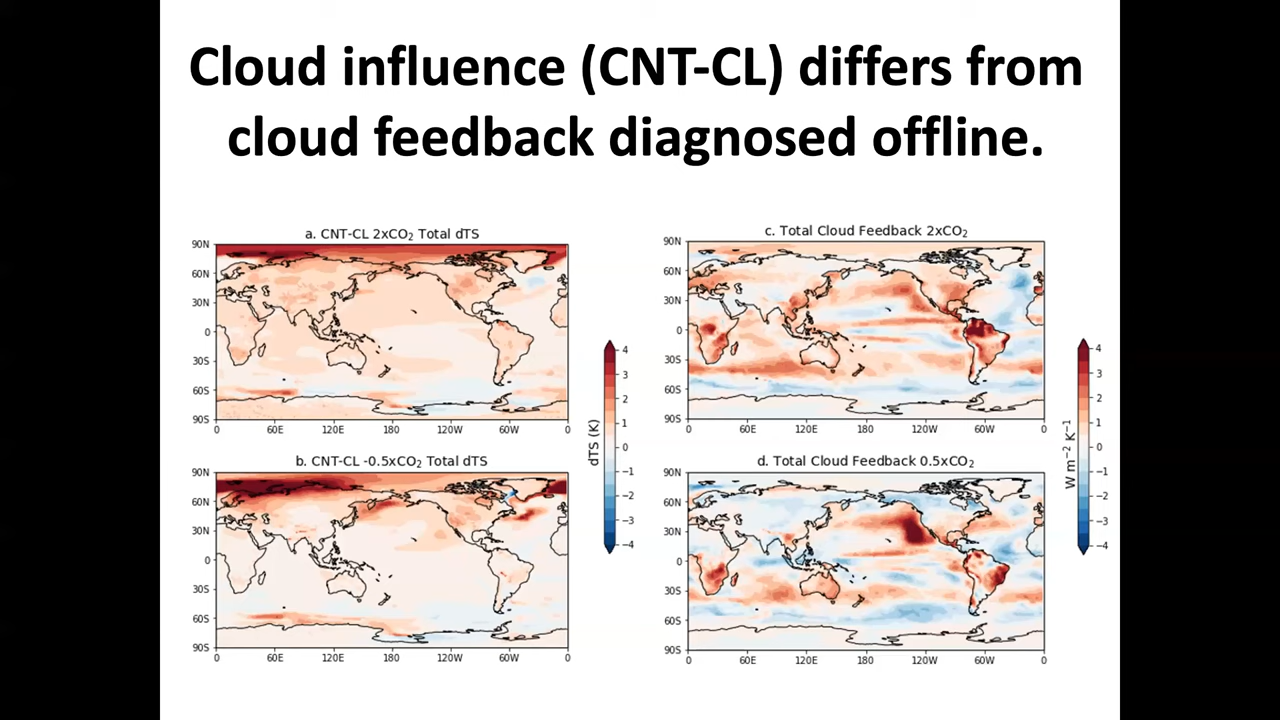 Cloud influence (CNT-CL) differs from
cloud feedback diagnosed offline.
a. CNT-CL 2xCO₂ Total dTS
90N
60N
30N
0
30S
60S
90S
0 60E 120E 180 120W 60W 0
b. CNT-CL -0.5xCO₂ Total dTS
90N
60N
30N
0
30S
60S
90S
0 60E 120E 180 120W 60W 0
dTS (K)
4
3
2
1
0
−1
−2
−3
−4
c. Total Cloud Feedback 2xCO₂
90N
60N
30N
0
30S
60S
90S
0 60E 120E 180 120W 60W 0
d. Total Cloud Feedback 0.5xCO₂
90N
60N
30N
0
30S
60S
90S
0 60E 120E 180 120W 60W 0
W m⁻² K⁻¹
4
3
2
1
0
−1
−2
−3
−4